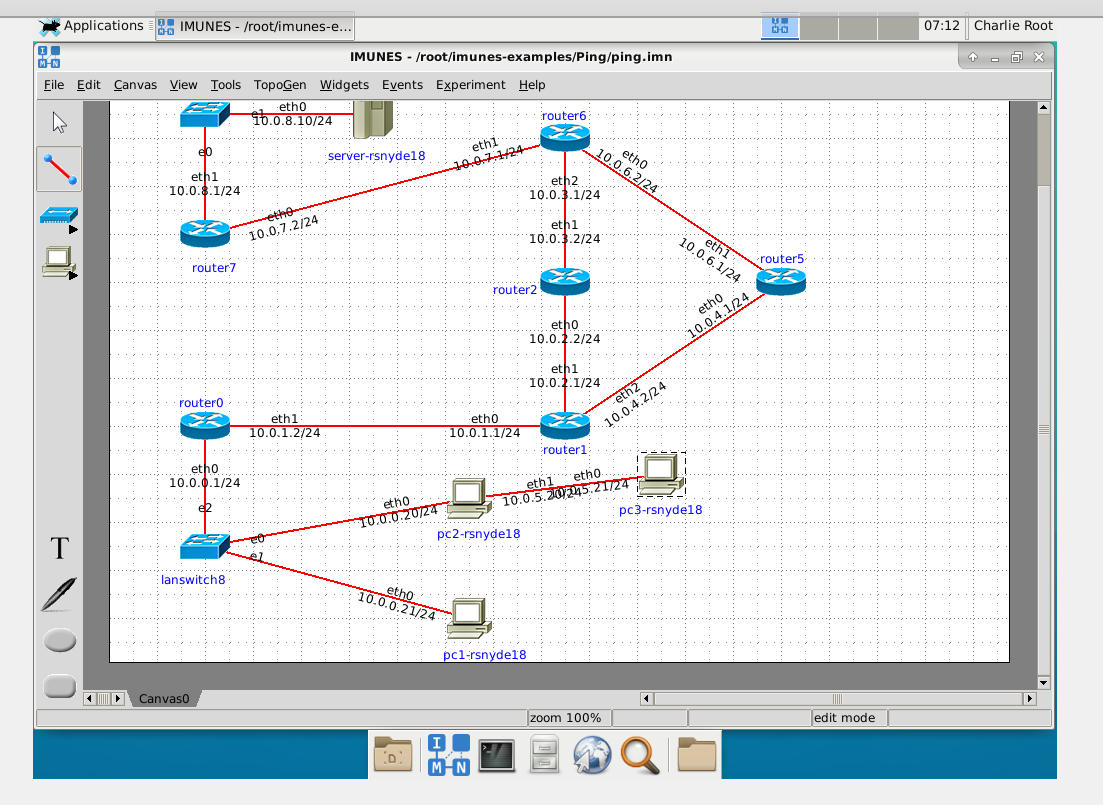 Applications
IMUNES - /root/imunes-e...
07:12
Charlie Root
IMUNES - /root/imunes-examples/Ping/ping.imn
File Edit Canvas View Tools TopoGen Widgets Events Experiment Help
e1
eth0
10.0.8.10/24
server-rsnyde18
e0
eth1
10.0.8.1/24
router7
eth0
10.0.7.2/24
eth1
10.0.7.1/24
router6
eth0
10.0.6.2/24
eth2
10.0.3.1/24
eth1
10.0.3.2/24
eth1
10.0.6.1/24
router5
router2
eth0
10.0.4.1/24
eth0
10.0.2.2/24
eth1
10.0.2.1/24
eth2
10.0.4.2/24
router0
eth1
10.0.1.2/24
eth0
10.0.1.1/24
router1
eth0
10.0.0.1/24
e2
eth0
10.0.0.20/24
eth1
10.0.5.20/24
eth0
10.0.5.21/24
pc3-rsnyde18
pc2-rsnyde18
e0
e1
lanswitch8
eth0
10.0.0.21/24
pc1-rsnyde18
T
Canvas0
zoom 100%
edit mode
I
M N
D